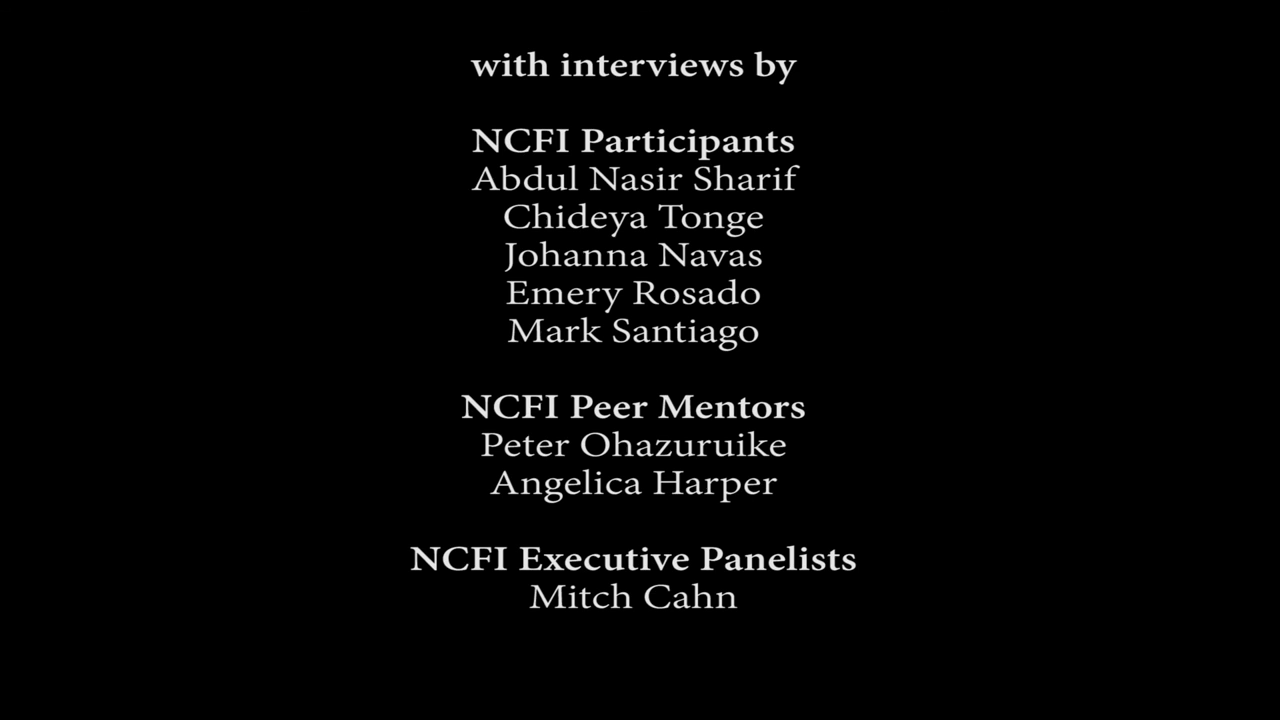 with interviews by
NCFI Participants
Abdul Nasir Sharif
Chideya Tonge
Johanna Navas
Emery Rosado
Mark Santiago
NCFI Peer Mentors
Peter Ohazuruike
Angelica Harper
NCFI Executive Panelists
Mitch Cahn